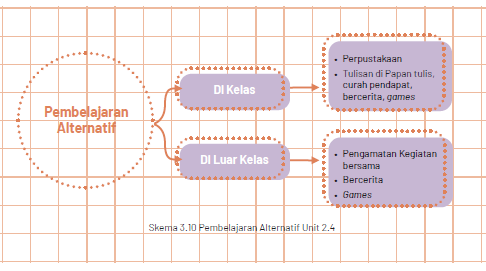 Pembelajaran
Alternatif
DI Kelas
• Perpustakaan
• Tulisan di Papan tulis,
curah pendapat,
bercerita, games
DI Luar Kelas
• Pengamatan Kegiatan
bersama
• Bercerita
• Games
Skema 3.10 Pembelajaran Alternatif Unit 2.4